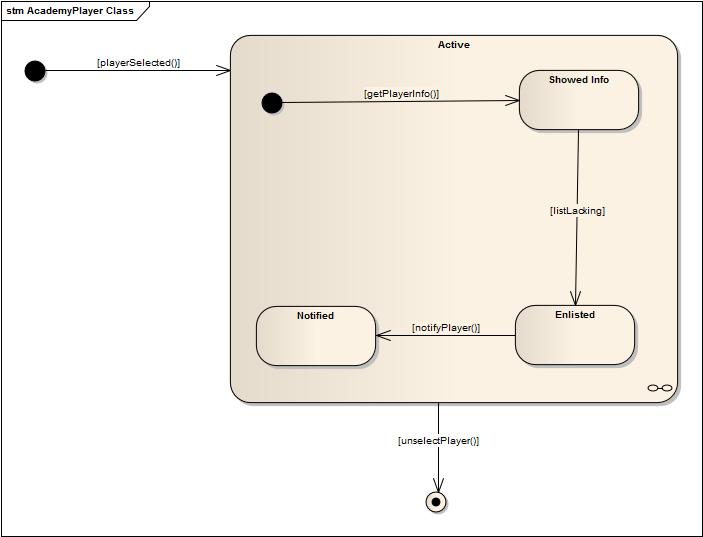 stm AcademyPlayer Class
Active
[playerSelected()]
Showed Info
[getPlayerInfo()]
[listLacking]
Notified
Enlisted
[notifyPlayer()]
[unselectPlayer()]